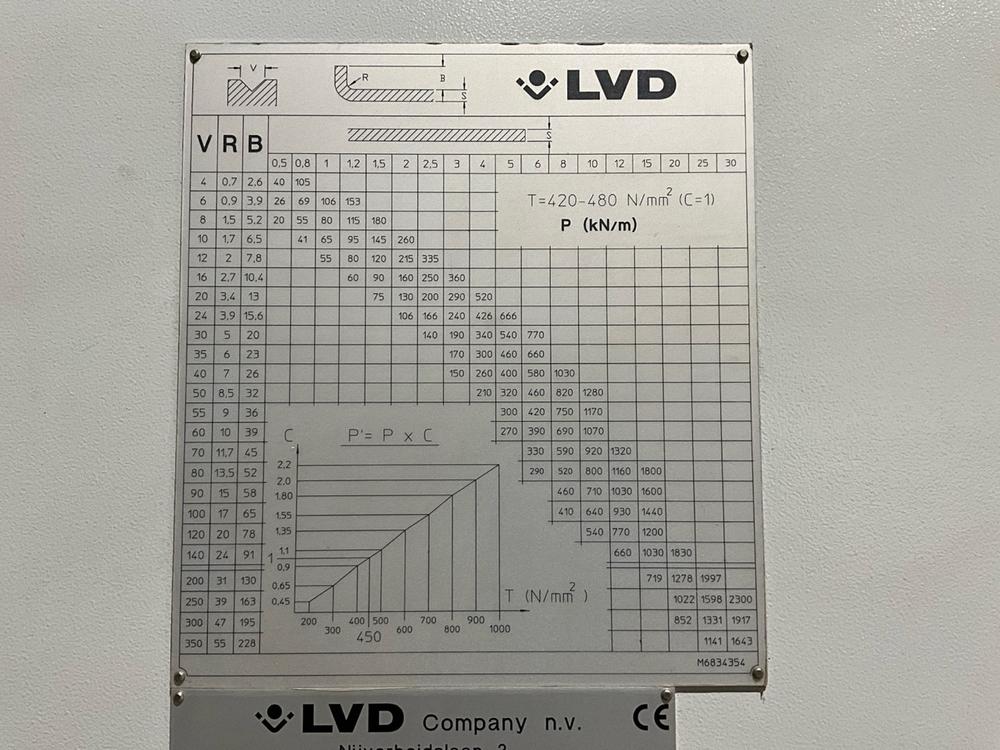 V R B S LVD
S
V R B
0,5 0,8 1 1,2 1,5 2 2,5 3 4 5 6 8 10 12 15 20 25 30
4 0,7 2,6 40 105
T=420-480 N/mm² (C=1)
6 0,9 3,9 26 69 106 153
P (kN/m)
8 1,5 5,2 20 55 80 115 180
10 1,7 6,5 41 65 95 145 260
12 2 7,8 55 80 120 215 335
16 2,7 10,4 60 90 160 250 360
20 3,4 13 75 130 200 290 520
24 3,9 15,6 106 166 240 426 666
30 5 20 140 190 340 540 770
35 6 23 170 300 460 660
40 7 26 150 260 400 580 1030
50 8,5 32 210 320 460 820 1280
55 9 36 300 420 750 1170
60 10 39 270 390 690 1070
70 11,7 45 330 590 920 1320
80 13,5 52 290 520 800 1160 1800
90 15 58 460 710 1030 1600
100 17 65 410 640 930 1440
120 20 78 540 770 1200
140 24 91 660 1030 1830
200 31 130 719 1278 1997
250 39 163 1022 1598 2300
300 47 195 852 1331 1917
350 55 228 1141 1643
C P'= P x C
2,2
2.0
1.80
1,55
1,35
1,1
1
0,9
0,65
0,45
T (N/mm²)
200 300 400 450 500 600 700 800 900 1000
M6834354
LVD Company n.v. CE